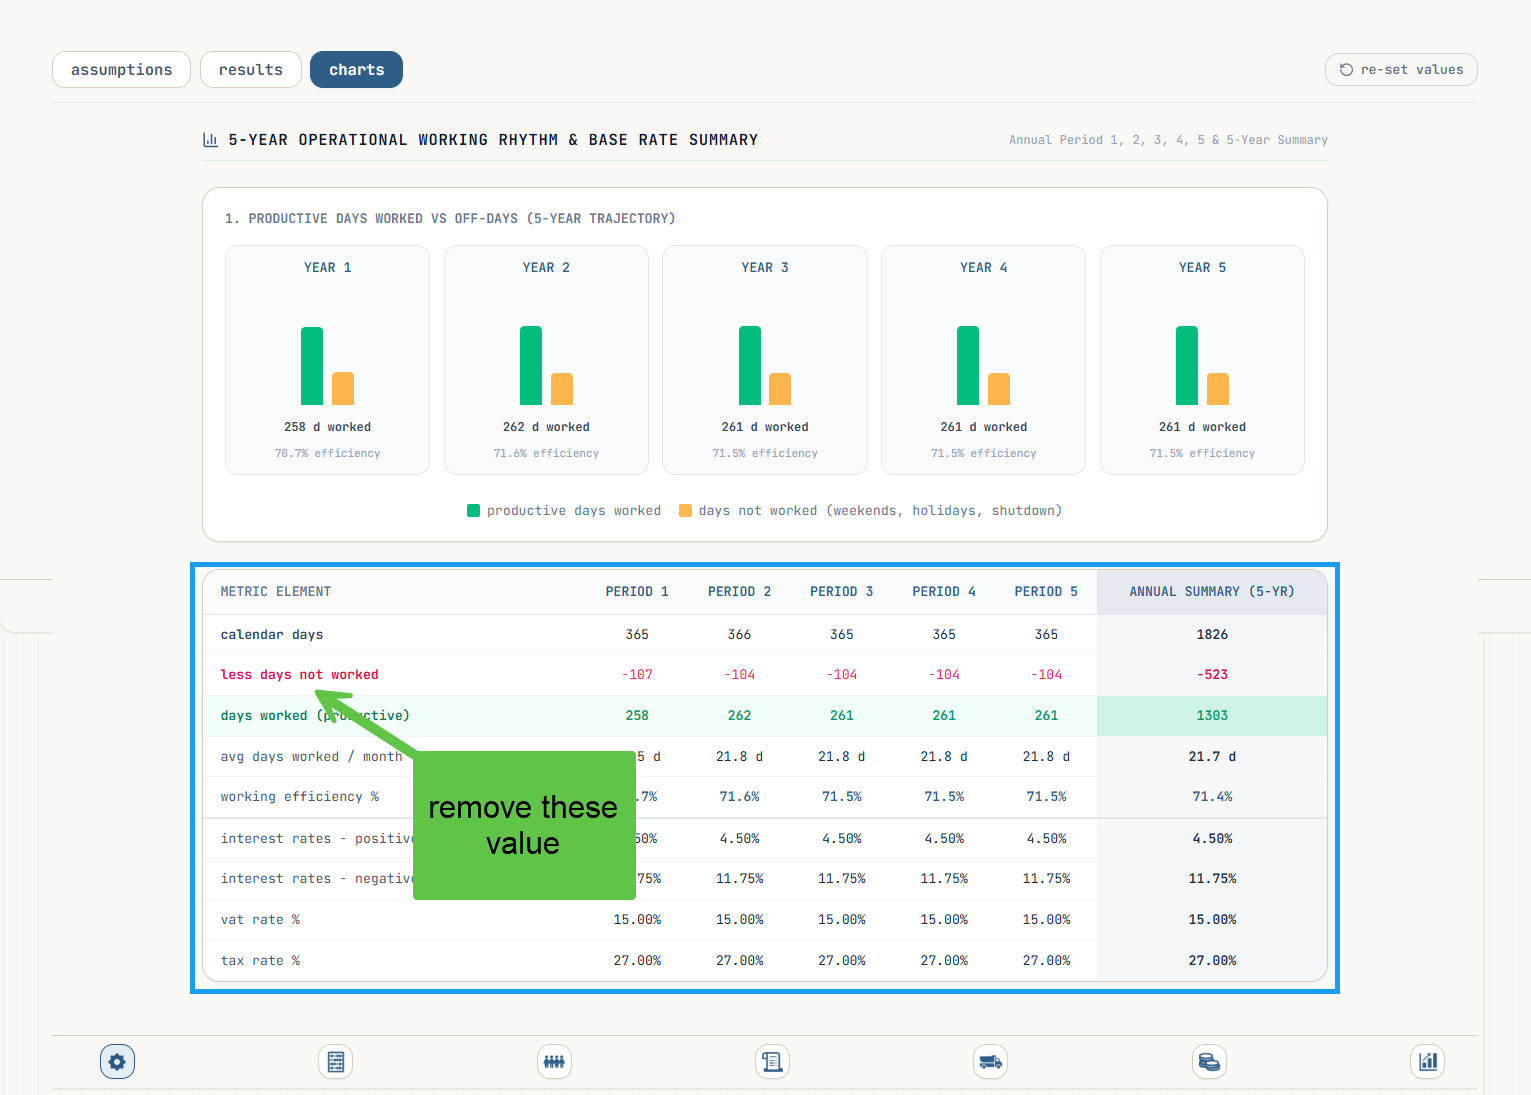 assumptions results charts re-set values
5-YEAR OPERATIONAL WORKING RHYTHM & BASE RATE SUMMARY Annual Period 1, 2, 3, 4, 5 & 5-Year Summary
1. PRODUCTIVE DAYS WORKED VS OFF-DAYS (5-YEAR TRAJECTORY)
YEAR 1 YEAR 2 YEAR 3 YEAR 4 YEAR 5
258 d worked 262 d worked 261 d worked 261 d worked 261 d worked
70.7% efficiency 71.6% efficiency 71.5% efficiency 71.5% efficiency 71.5% efficiency
productive days worked days not worked (weekends, holidays, shutdown)
METRIC ELEMENT PERIOD 1 PERIOD 2 PERIOD 3 PERIOD 4 PERIOD 5 ANNUAL SUMMARY (5-YR)
calendar days 365 366 365 365 365 1826
less days not worked -107 -104 -104 -104 -104 -523
days worked (productive) 258 262 261 261 261 1303
avg days worked / month 5 d 21.8 d 21.8 d 21.8 d 21.8 d 21.7 d
working efficiency % .7% 71.6% 71.5% 71.5% 71.5% 71.4%
remove these
value
interest rates - positive 50% 4.50% 4.50% 4.50% 4.50% 4.50%
interest rates - negative 75% 11.75% 11.75% 11.75% 11.75% 11.75%
vat rate % 15.00% 15.00% 15.00% 15.00% 15.00% 15.00%
tax rate % 27.00% 27.00% 27.00% 27.00% 27.00% 27.00%